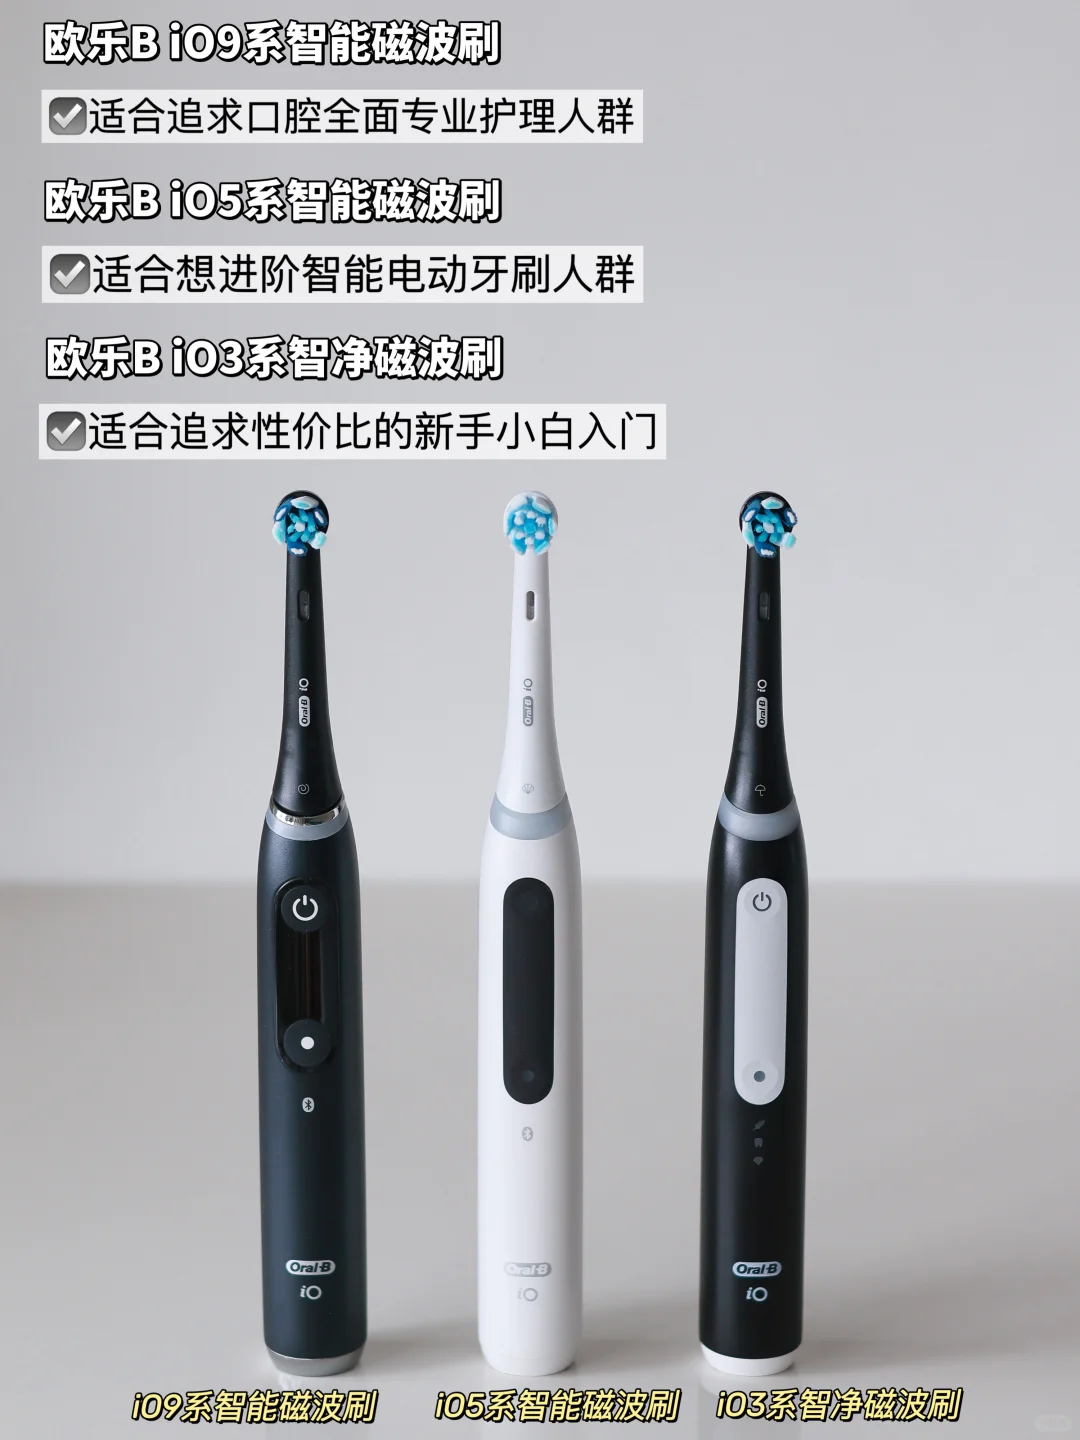 欧乐B iO9系智能磁波刷
☑适合追求口腔全面专业护理人群
欧乐B iO5系智能磁波刷
☑适合想进阶智能电动牙刷人群
欧乐B iO3系智净磁波刷
☑适合追求性价比的新手小白入门
Oral-B iO
Oral-B iO
Oral-B iO
Oral-B
iO
Oral-B
iO
Oral-B
iO
iO9系智能磁波刷
iO5系智能磁波刷
iO3系智净磁波刷